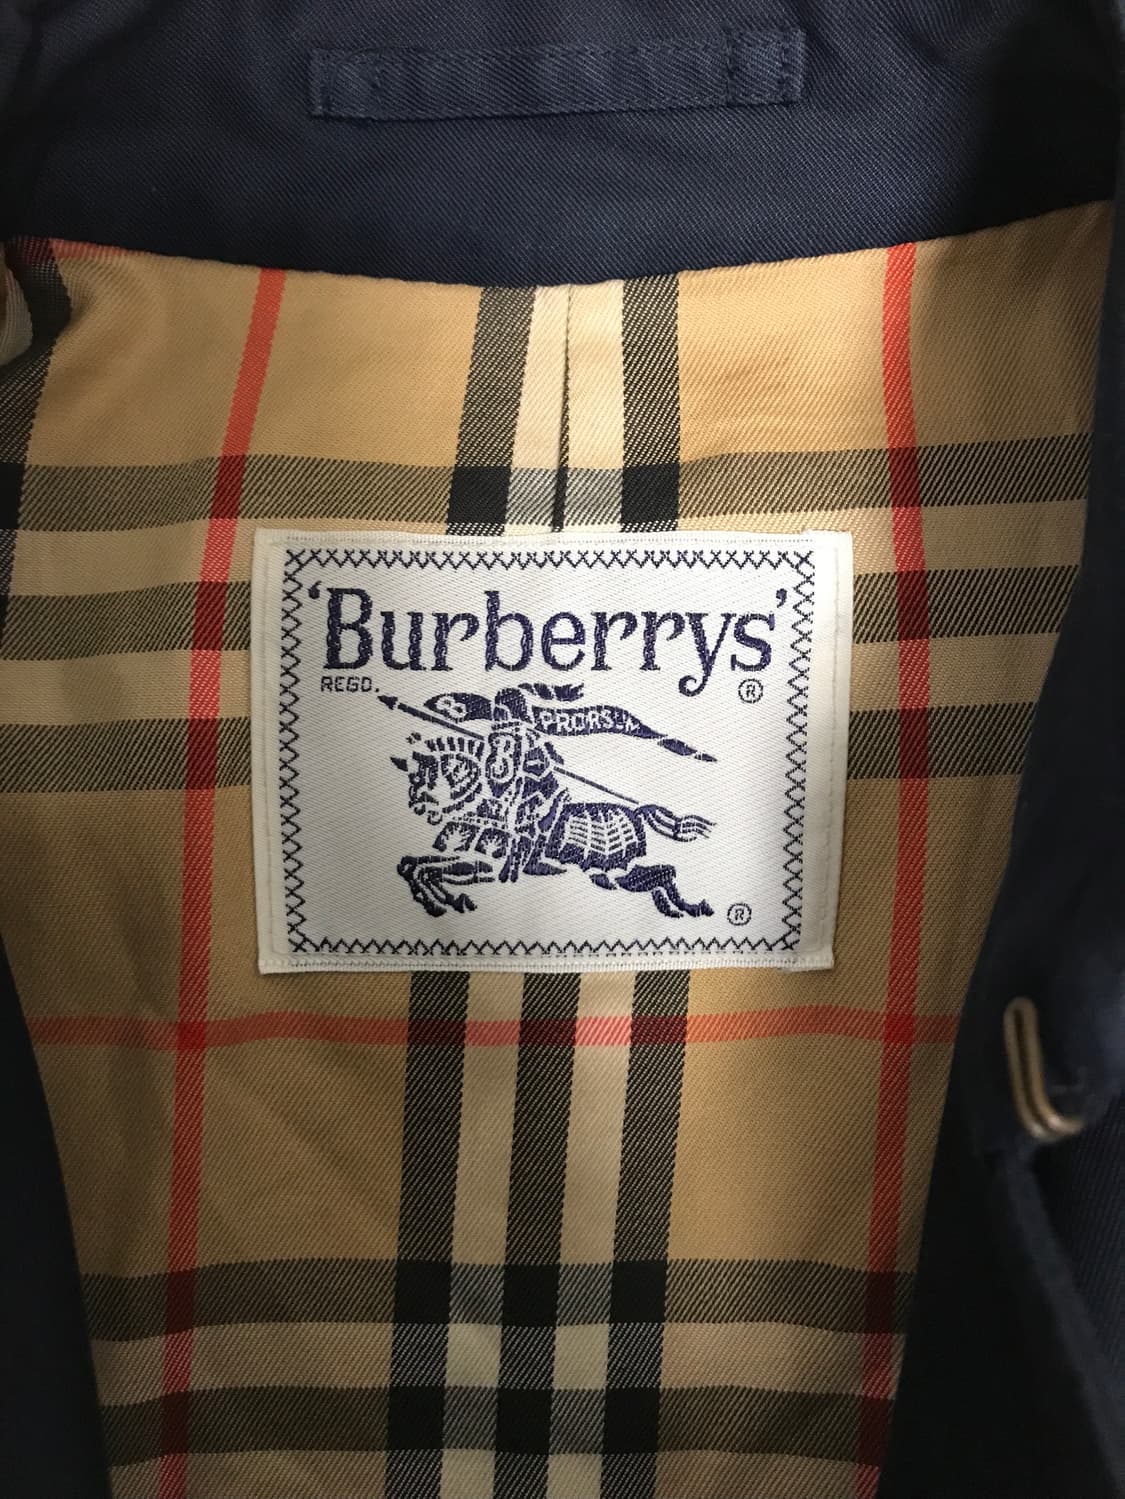 ‘Burberrys’
REGD. ®
B PRORSUM
B
®